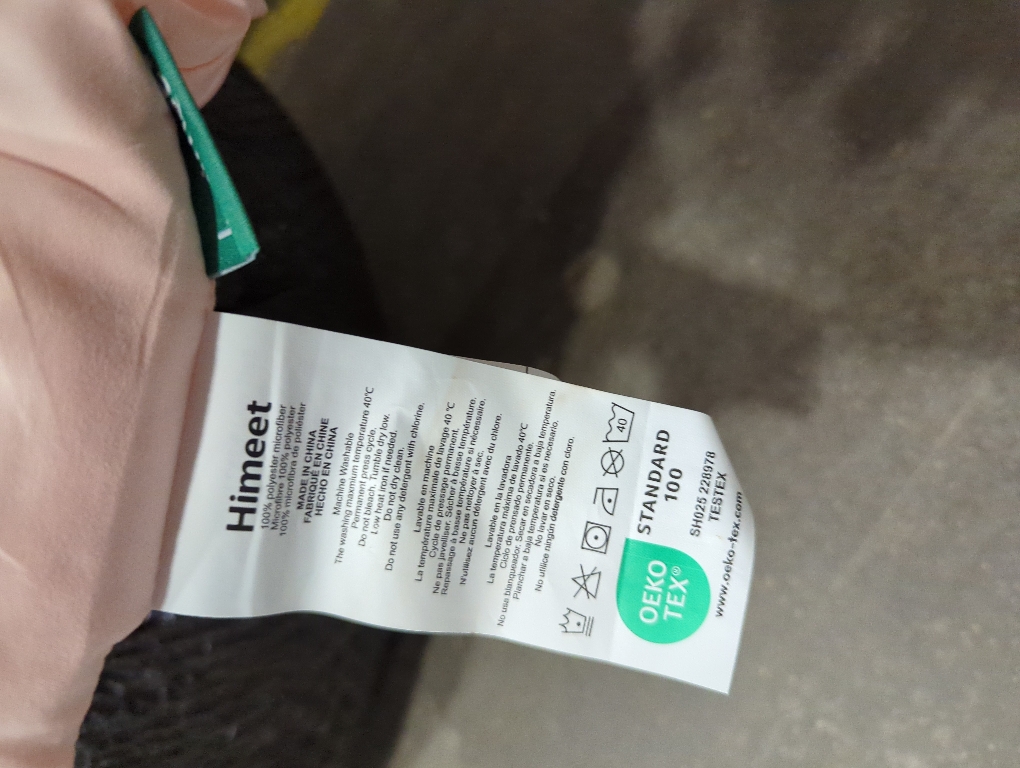 Himeet
100% polyester microfiber
Microfibre 100% polyester
100% microfibra de poliéster
MADE IN CHINA
FABRIQUÉ EN CHINE
HECHO EN CHINA
Machine Washable
The washing maximum temperature 40°C
Permanent press cycle.
Do not bleach. Tumble dry low.
Low heat iron if needed.
Do not dry clean.
Do not use any detergent with chlorine.
Lavable en machine
La température maximale de lavage 40 °C
Cycle de pressage permanent.
Ne pas javelliser. Sécher à basse température.
Repassage à basse température si nécessaire.
Ne pas nettoyer à sec.
N'utilisez aucun détergent avec du chlore.
Lavable en la lavadora
La temperatura máxima de lavado 40°C
Ciclo de prensado permanente.
No use blanqueador. Secar en secadora a baja temperatura.
Planchar a baja temperatura si es necesario.
No lavar en seco.
No utilice ningún detergente con cloro.
40
OEKO
TEX®
STANDARD
100
SH025 228978
TESTEX
www.oeko-tex.com